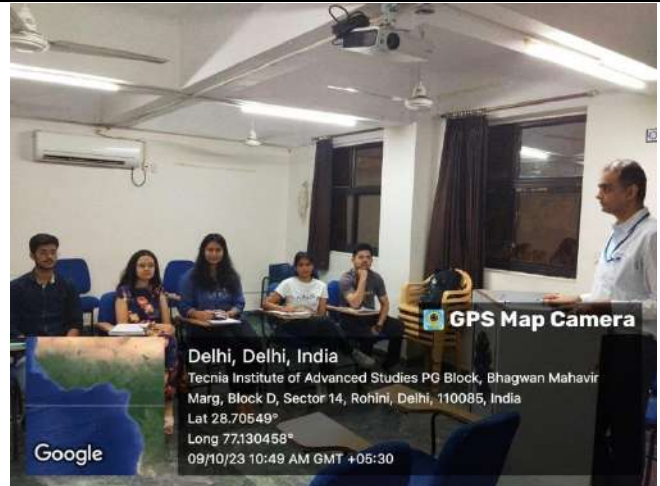 GPS Map Camera
Delhi, Delhi, India
Tecnia Institute of Advanced Studies PG Block, Bhagwan Mahavir
Marg, Block D, Sector 14, Rohini, Delhi, 110085, India
Lat 28.70549°
Long 77.130458°
09/10/23 10:49 AM GMT +05:30
Google